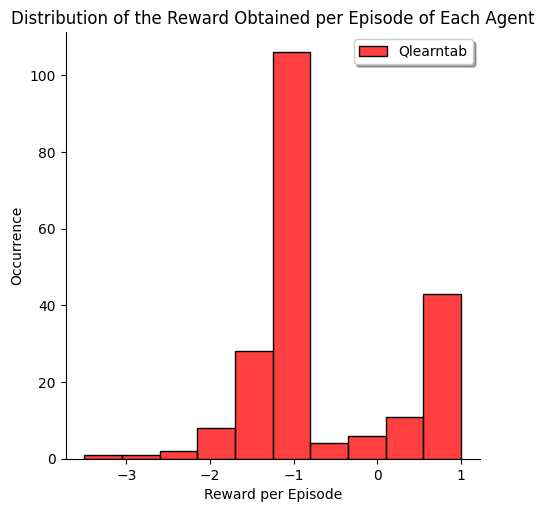 Distribution of the Reward Obtained per Episode of Each Agent
Qlearntab
100
80
60
40
20
0
Occurrence
−3
−2
−1
0
1
Reward per Episode